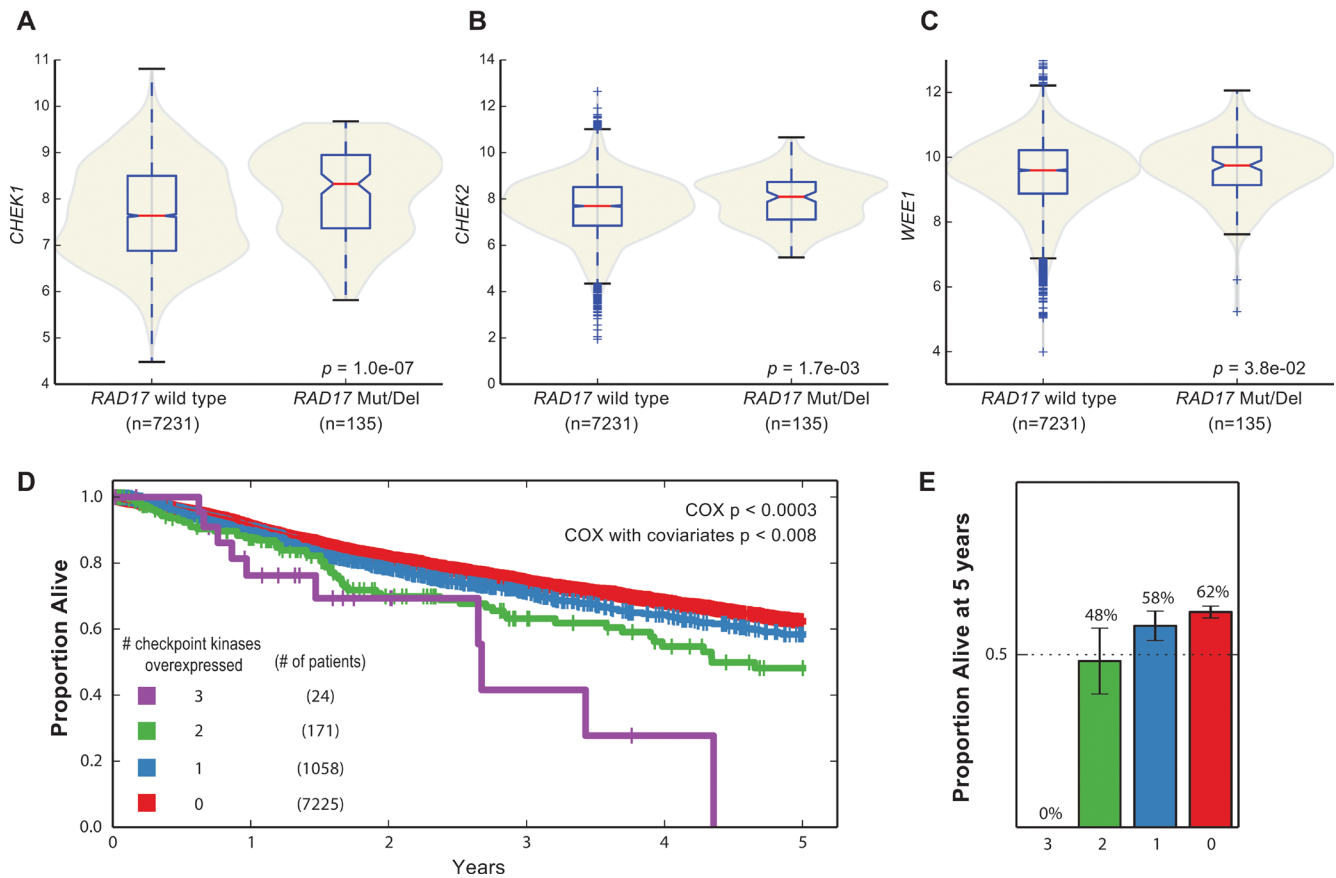 A
CHEK1
11
10
9
8
7
6
5
4
p = 1.0e-07
RAD17 wild type
(n=7231)
RAD17 Mut/Del
(n=135)
B
CHEK2
14
12
10
8
6
4
2
0
p = 1.7e-03
RAD17 wild type
(n=7231)
RAD17 Mut/Del
(n=135)
C
WEE1
12
10
8
6
4
p = 3.8e-02
RAD17 wild type
(n=7231)
RAD17 Mut/Del
(n=135)
D
Proportion Alive
1.0
0.8
0.6
0.4
0.2
0.0
COX p < 0.0003
COX with coviariates p < 0.008
# checkpoint kinases
overexpressed
(# of patients)
3 (24)
2 (171)
1 (1058)
0 (7225)
0 1 2 3 4 5
Years
E
Proportion Alive at 5 years
0.5
0%
48%
58%
62%
3 2 1 0